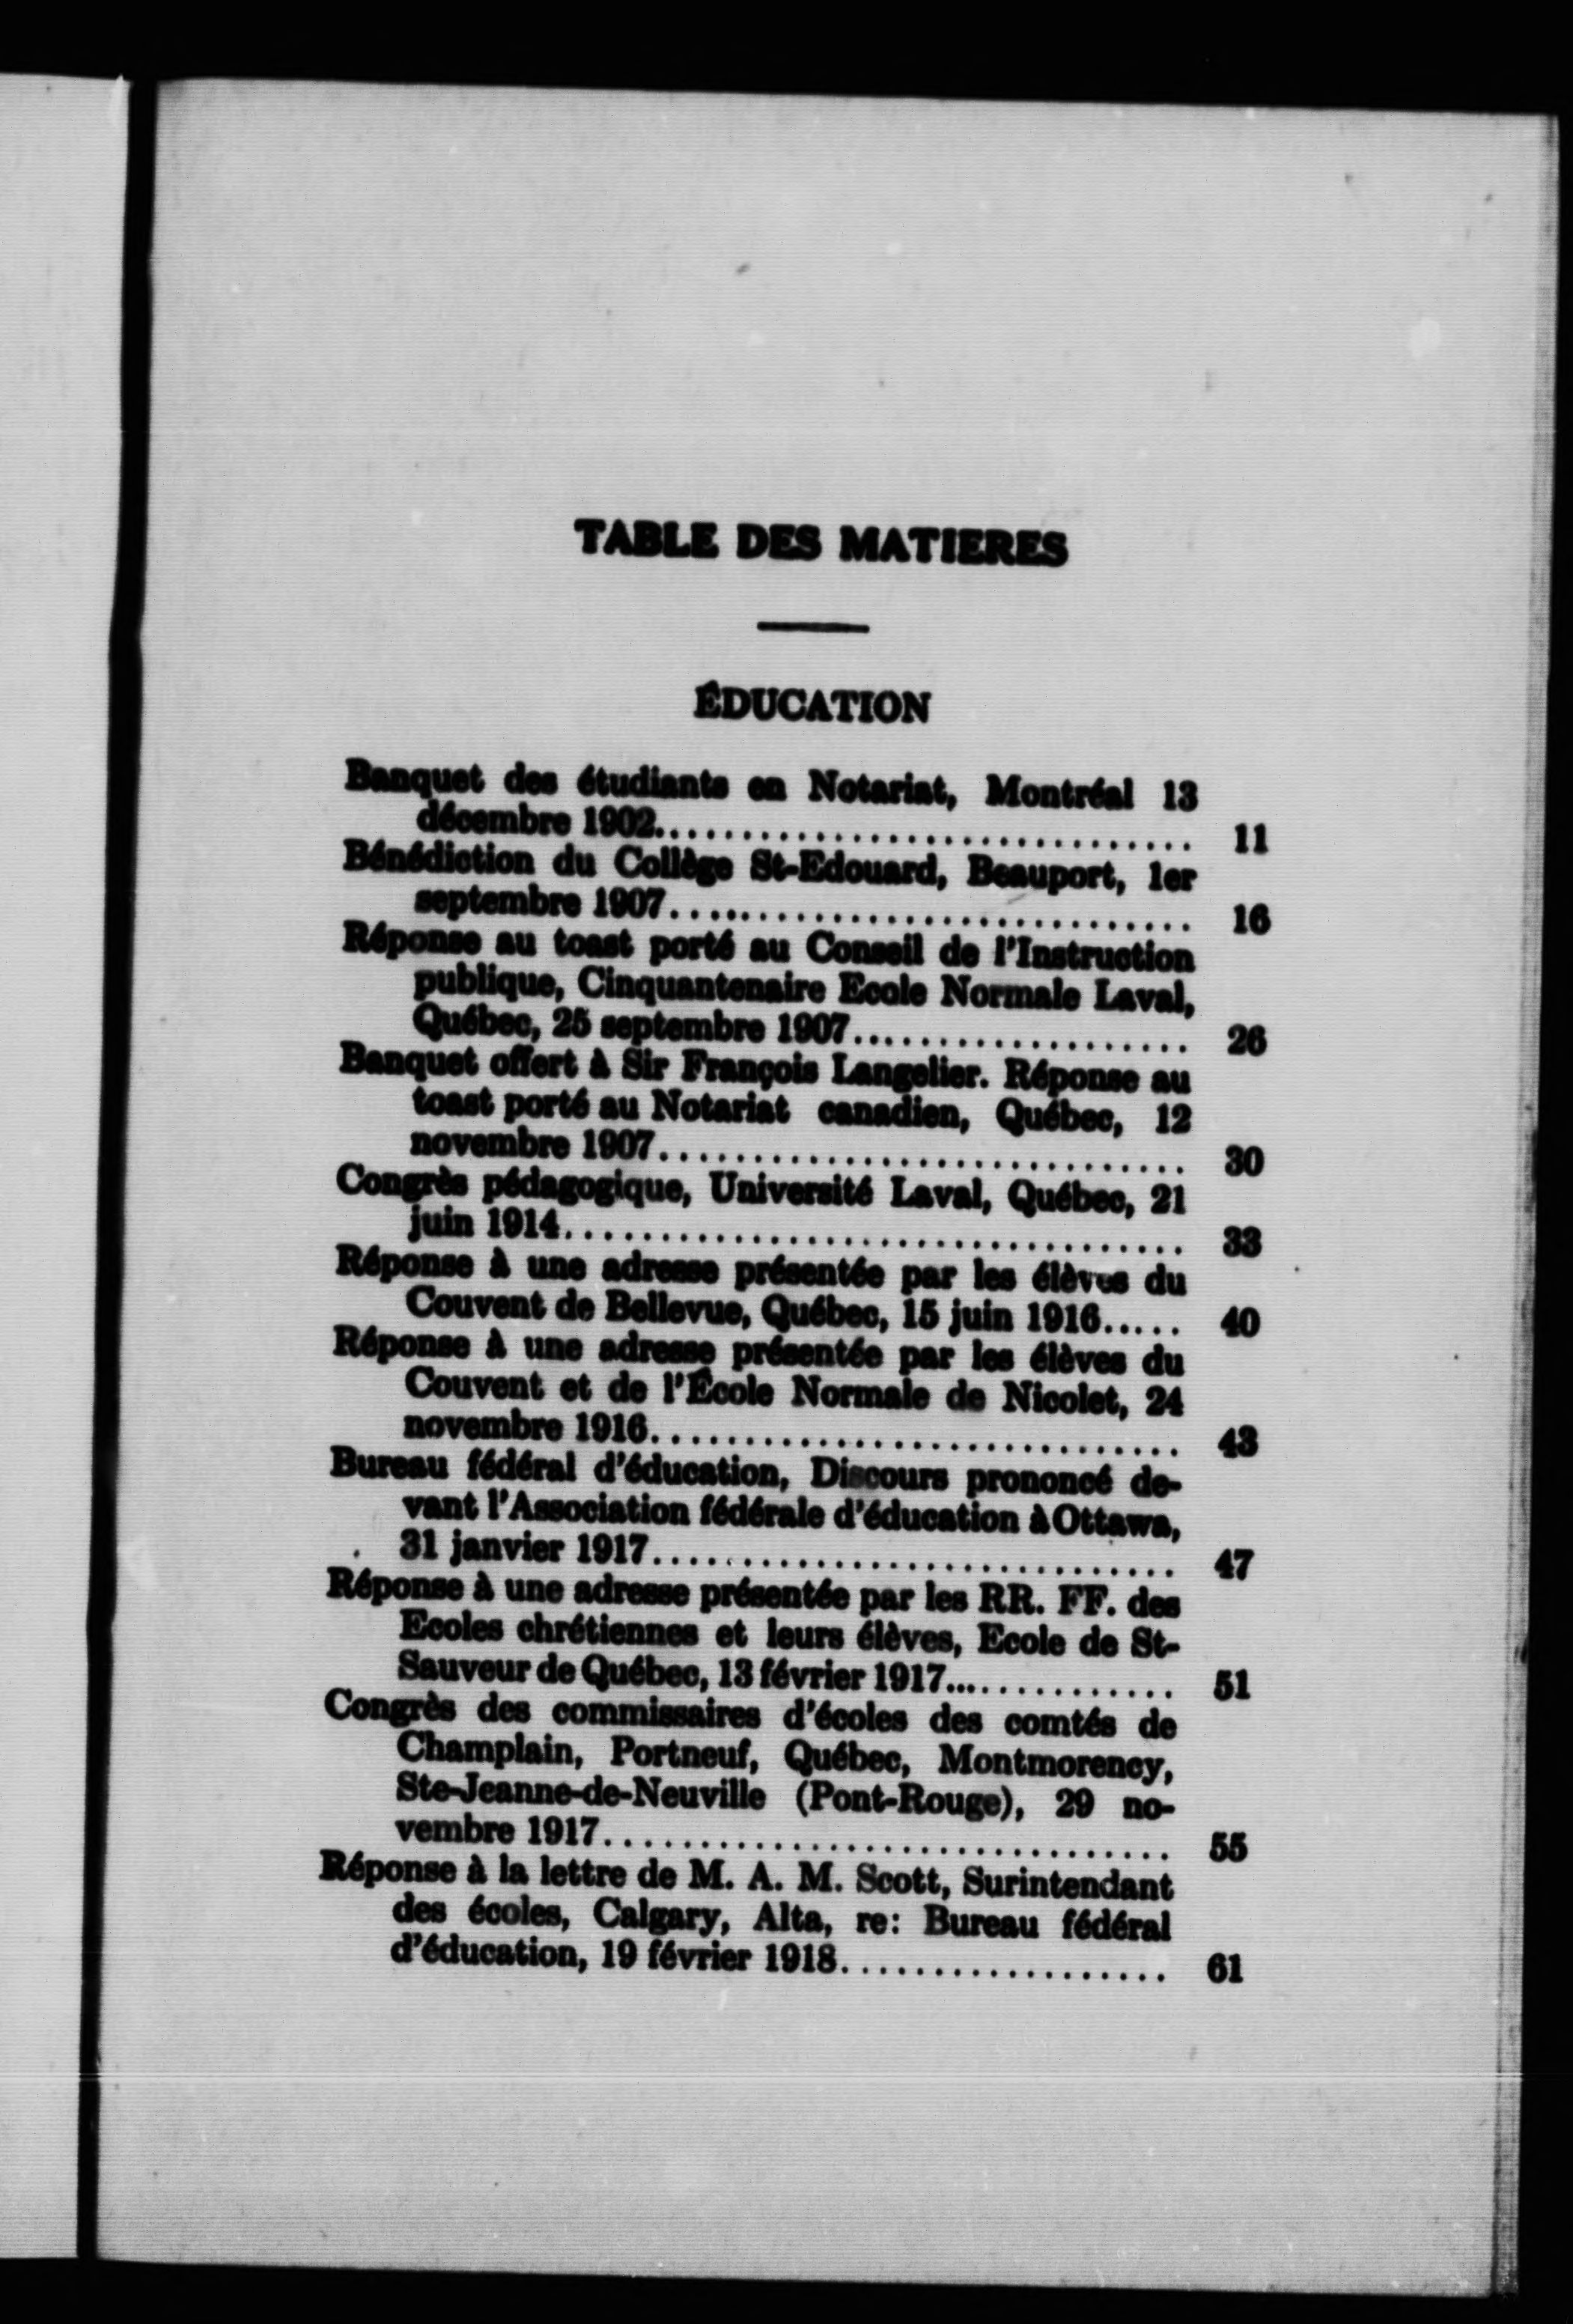 TABLE DES MATIERES
ÉDUCATION
Banquet des étudiants en Notariat, Montréal 13
décembre 1902................................ 11
Bénédiction du Collège St-Edouard, Beauport, 1er
septembre 1907................................ 16
Réponse au toast porté au Conseil de l'Instruction
publique, Cinquantenaire Ecole Normale Laval,
Québec, 25 septembre 1907................... 26
Banquet offert à Sir François Langelier. Réponse au
toast porté au Notariat canadien, Québec, 12
novembre 1907............................... 30
Congrès pédagogique, Université Laval, Québec, 21
juin 1914.................................... 33
Réponse à une adresse présentée par les élèves du
Couvent de Bellevue, Québec, 15 juin 1916..... 40
Réponse à une adresse présentée par les élèves du
Couvent et de l'École Normale de Nicolet, 24
novembre 1916............................... 43
Bureau fédéral d'éducation, Discours prononcé de-
vant l'Association fédérale d'éducation à Ottawa,
31 janvier 1917............................... 47
Réponse à une adresse présentée par les RR. FF. des
Ecoles chrétiennes et leurs élèves, Ecole de St-
Sauveur de Québec, 13 février 1917............. 51
Congrès des commissaires d'écoles des comtés de
Champlain, Portneuf, Québec, Montmorency,
Ste-Jeanne-de-Neuville (Pont-Rouge), 29 no-
vembre 1917................................. 55
Réponse à la lettre de M. A. M. Scott, Surintendant
des écoles, Calgary, Alta, re: Bureau fédéral
d'éducation, 19 février 1918................... 61